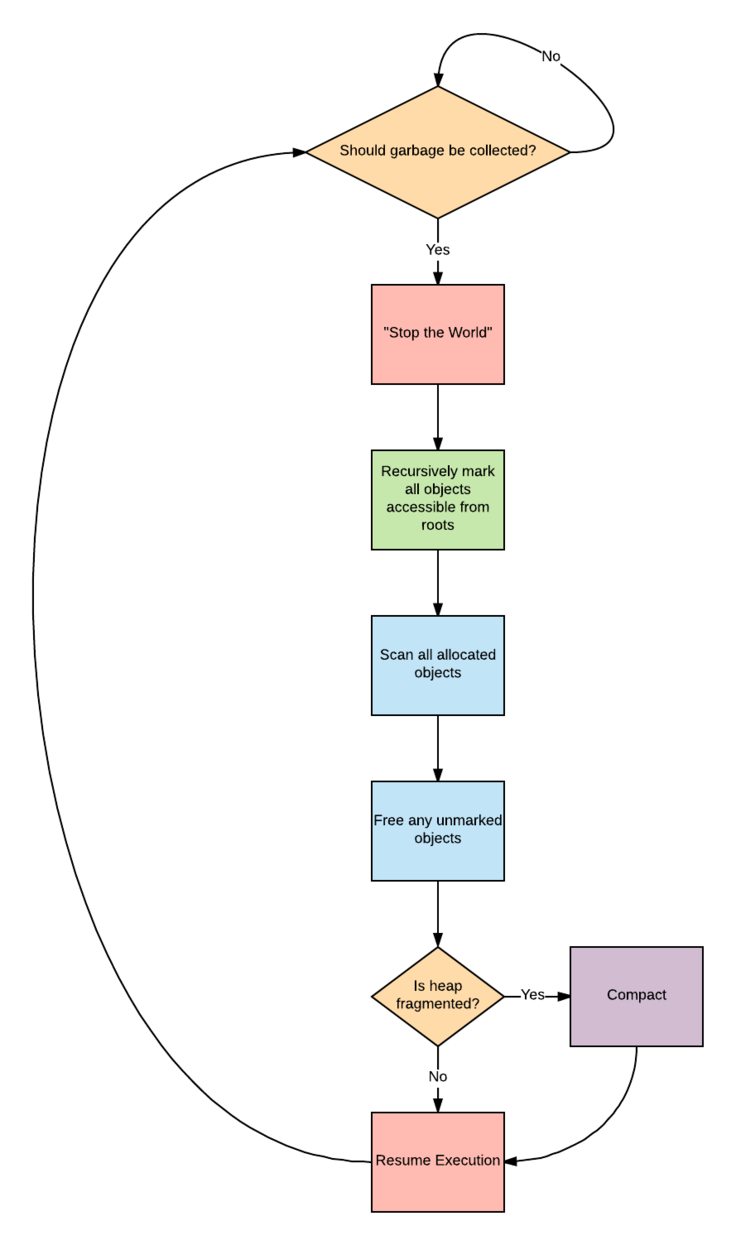 No
Should garbage be collected?
Yes
"Stop the World"
Recursively mark
all objects
accessible from
roots
Scan all allocated
objects
Free any unmarked
objects
Is heap
fragmented?
Yes
Compact
No
Resume Execution